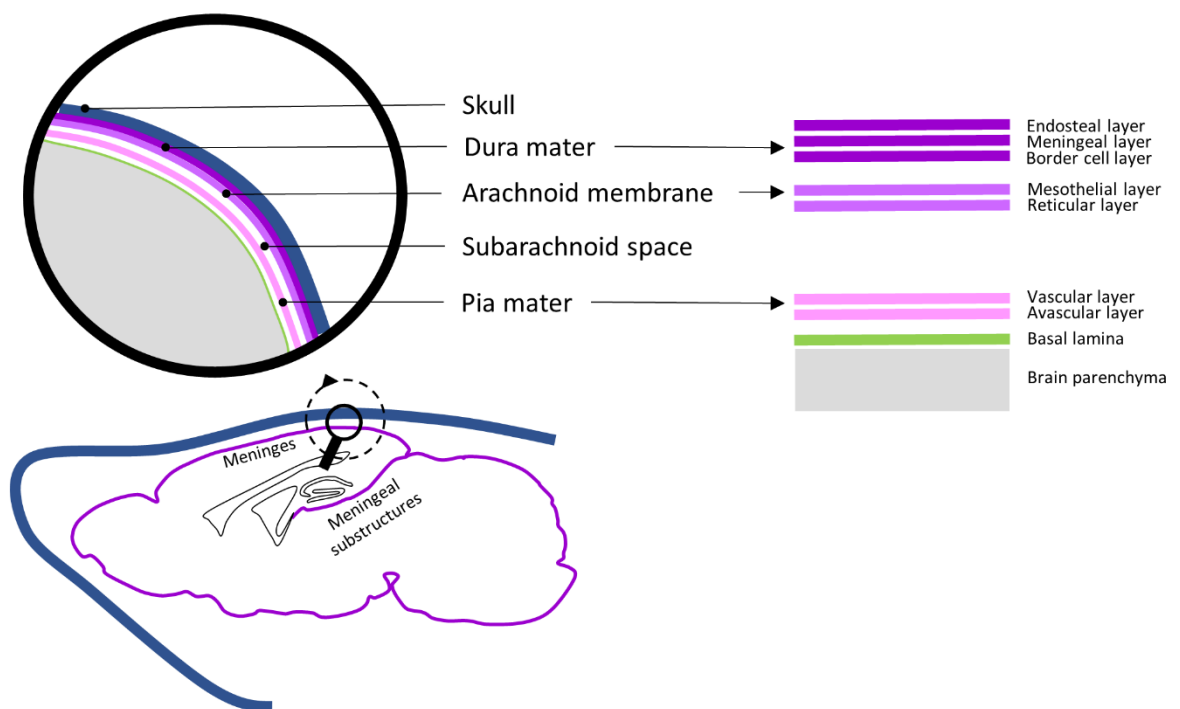 Skull
Dura mater
Arachnoid membrane
Subarachnoid space
Pia mater
Endosteal layer
Meningeal layer
Border cell layer
Mesothelial layer
Reticular layer
Vascular layer
Avascular layer
Basal lamina
Brain parenchyma
Meninges
Meningeal
substructures